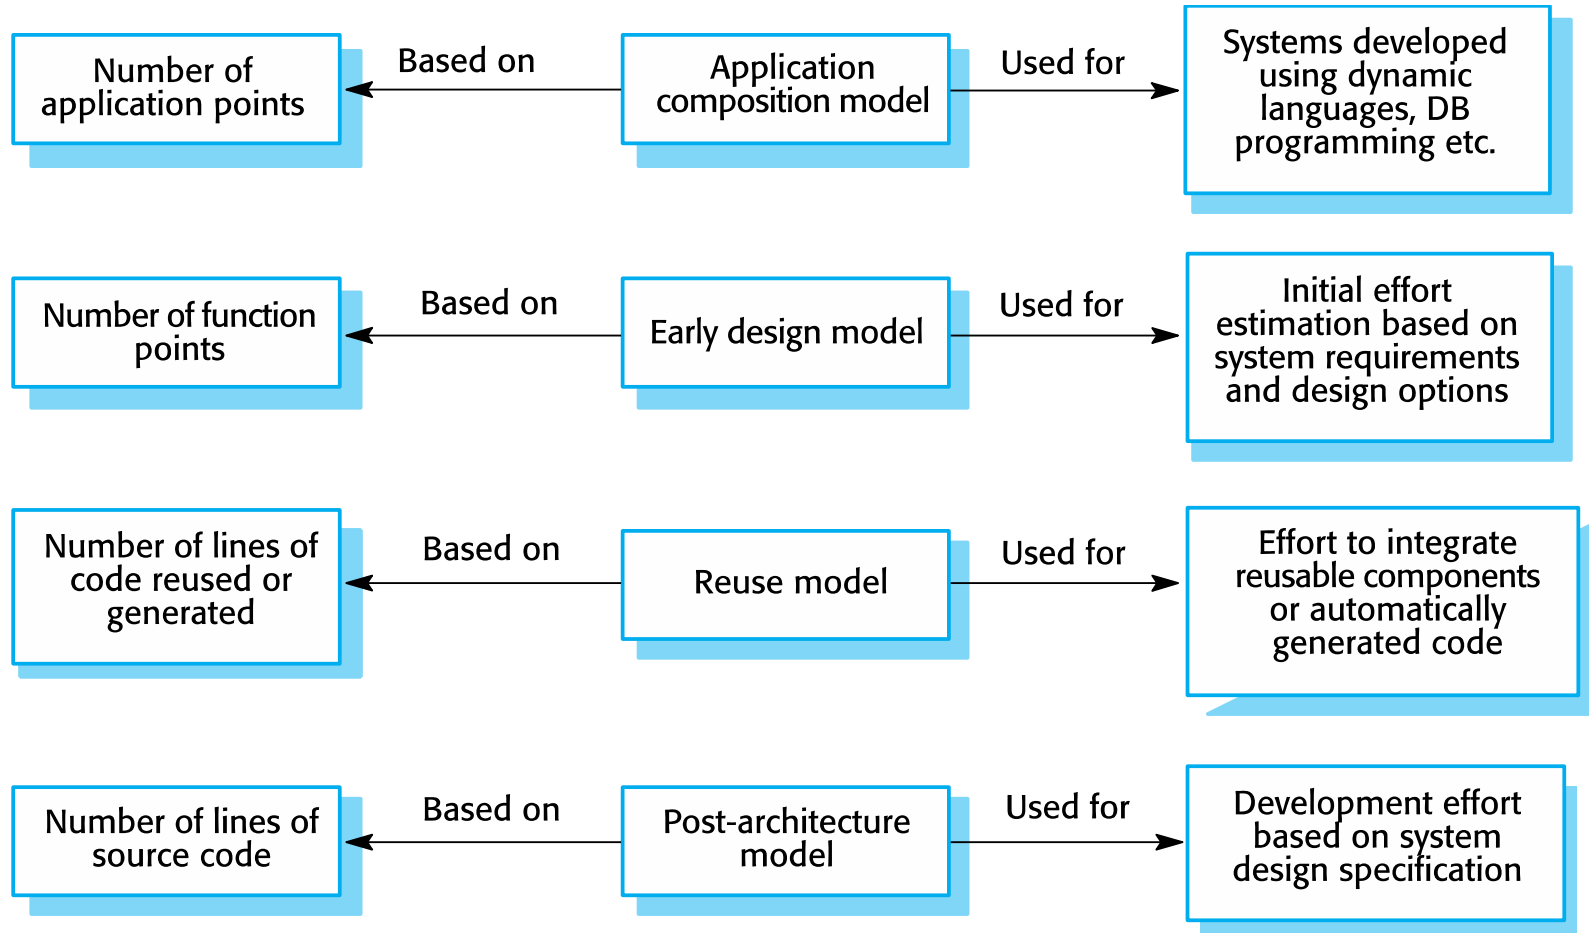 Number of
application points
Based on
Application
composition model
Used for
Systems developed
using dynamic
languages, DB
programming etc.
Number of function
points
Based on
Early design model
Used for
Initial effort
estimation based on
system requirements
and design options
Number of lines of
code reused or
generated
Based on
Reuse model
Used for
Effort to integrate
reusable components
or automatically
generated code
Number of lines of
source code
Based on
Post-architecture
model
Used for
Development effort
based on system
design specification